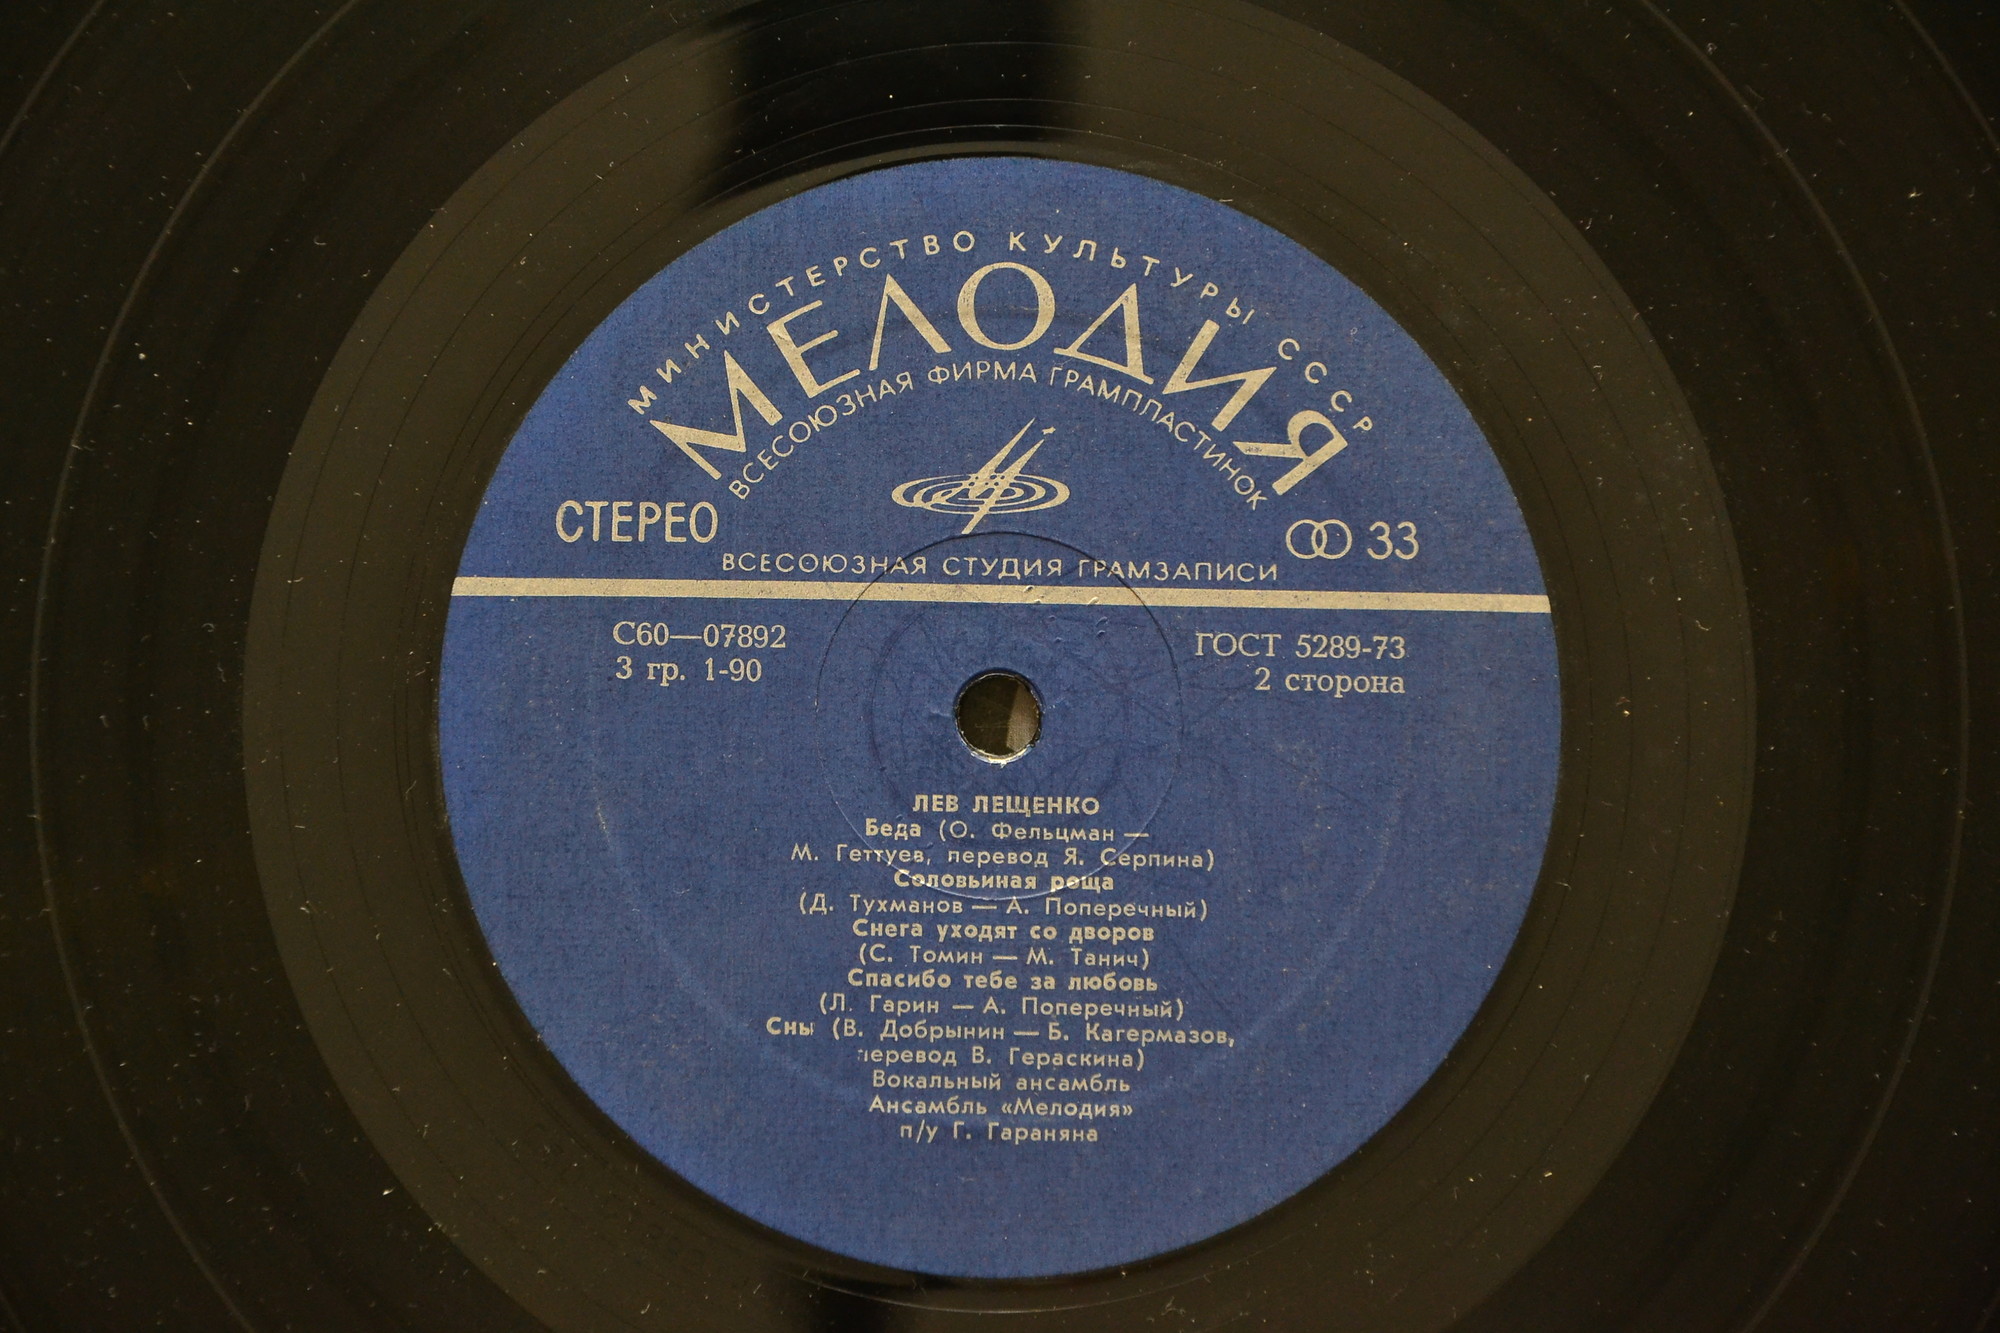 МИНИСТЕРСТВО КУЛЬТУРЫ СССР
МЕЛОДИЯ
ВСЕСОЮЗНАЯ ФИРМА ГРАМПЛАСТИНОК
СТЕРЕО
33
ВСЕСОЮЗНАЯ СТУДИЯ ГРАМЗАПИСИ
С60—07892
ГОСТ 5289-73
3 гр. 1-90
2 сторона
ЛЕВ ЛЕЩЕНКО
Беда (О. Фельцман —
М. Геттуев, перевод Я. Серпина)
Соловьиная роща
(Д. Тухманов — А. Поперечный)
Снега уходят со дворов
(С. Томин — М. Танич)
Спасибо тебе за любовь
(Л. Гарин — А. Поперечный)
Сны (В. Добрынин — Б. Кагермазов,
перевод В. Гераскина)
Вокальный ансамбль
Ансамбль «Мелодия»
п/у Г. Гараняна